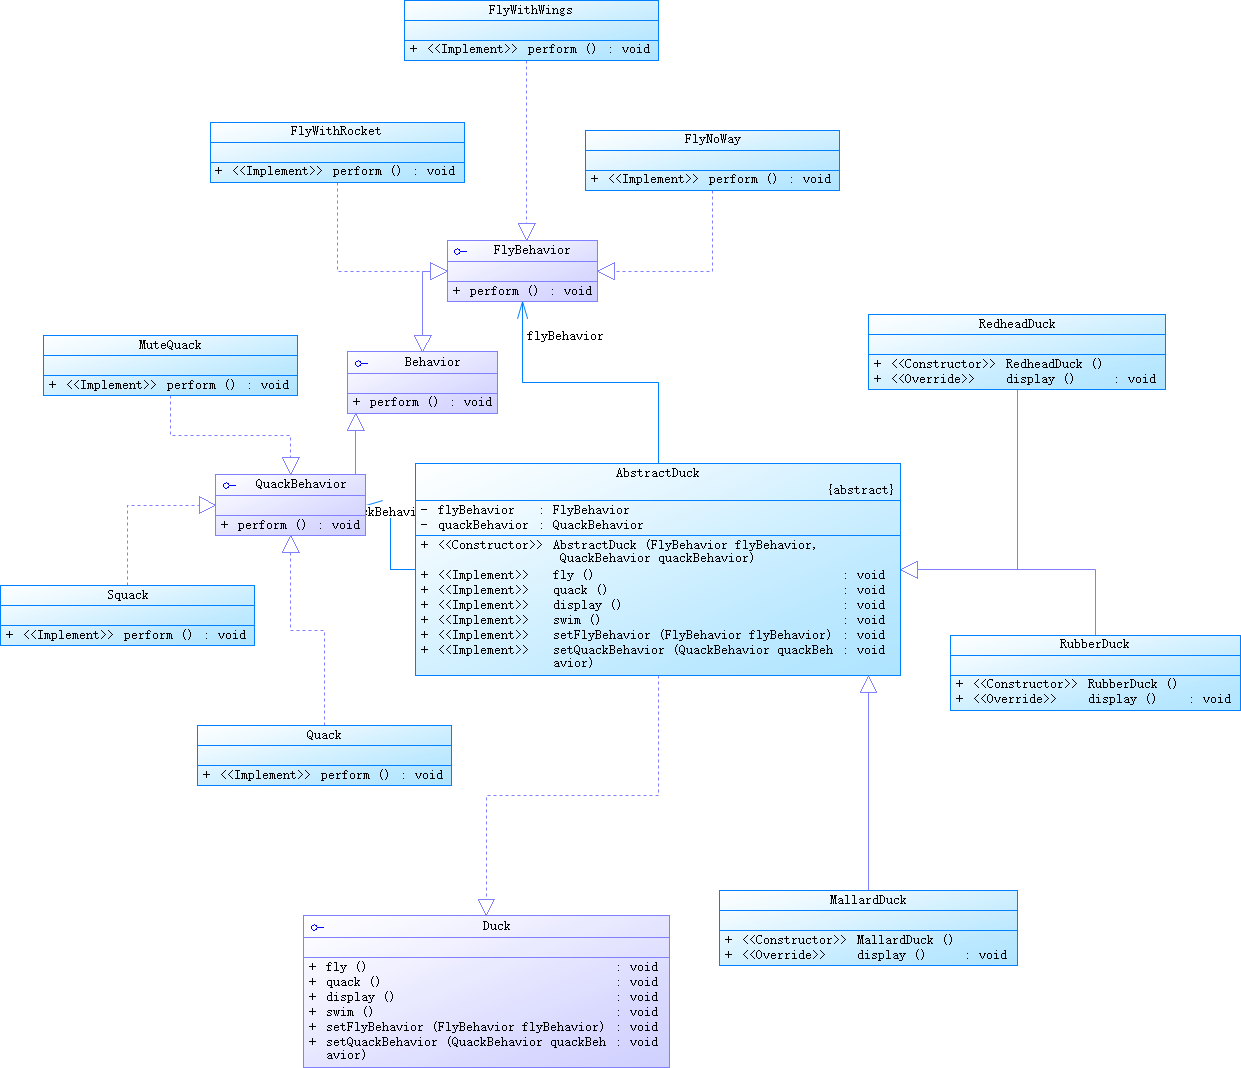 FlyWithWings
+ <<Implement>> perform () : void
FlyWithRocket
+ <<Implement>> perform () : void
FlyNoWay
+ <<Implement>> perform () : void
FlyBehavior
+ perform () : void
flyBehavior
RedheadDuck
+ <<Constructor>> RedheadDuck ()
+ <<Override>> display () : void
MuteQuack
+ <<Implement>> perform () : void
Behavior
+ perform () : void
QuackBehavior
+ perform () : void
ckBehavi
AbstractDuck
{abstract}
- flyBehavior : FlyBehavior
- quackBehavior : QuackBehavior
+ <<Constructor>> AbstractDuck (FlyBehavior flyBehavior,
QuackBehavior quackBehavior)
+ <<Implement>> fly () : void
+ <<Implement>> quack () : void
+ <<Implement>> display () : void
+ <<Implement>> swim () : void
+ <<Implement>> setFlyBehavior (FlyBehavior flyBehavior) : void
+ <<Implement>> setQuackBehavior (QuackBehavior quackBeh : void
avior)
Squack
+ <<Implement>> perform () : void
RubberDuck
+ <<Constructor>> RubberDuck ()
+ <<Override>> display () : void
Quack
+ <<Implement>> perform () : void
MallardDuck
+ <<Constructor>> MallardDuck ()
+ <<Override>> display () : void
Duck
+ fly () : void
+ quack () : void
+ display () : void
+ swim () : void
+ setFlyBehavior (FlyBehavior flyBehavior) : void
+ setQuackBehavior (QuackBehavior quackBeh : void
avior)